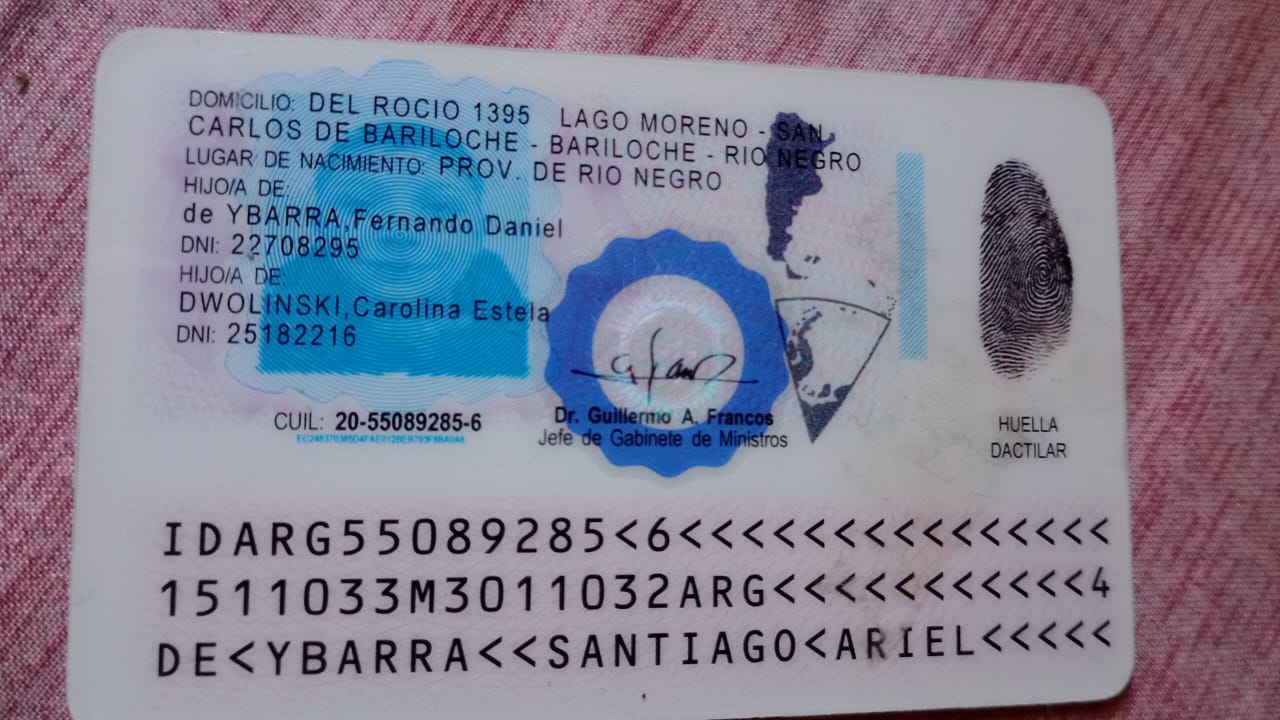 DOMICILIO: DEL ROCIO 1395 LAGO MORENO - SAN
CARLOS DE BARILOCHE - BARILOCHE - RIO NEGRO
LUGAR DE NACIMIENTO: PROV. DE RIO NEGRO
HIJO/A DE:
de YBARRA,Fernando Daniel
DNI: 22708295
HIJO/A DE:
DWOLINSKI,Carolina Estela
DNI: 25182216
CUIL: 20-55089285-6
Dr. Guillermo A. Francos
Jefe de Gabinete de Ministros
HUELLA
DACTILAR
IDARG55089285<6<<<<<<<<<<<<<<<
1511033M3011032ARG<<<<<<<<<<<4
DE<YBARRA<<SANTIAGO<ARIEL<<<<<